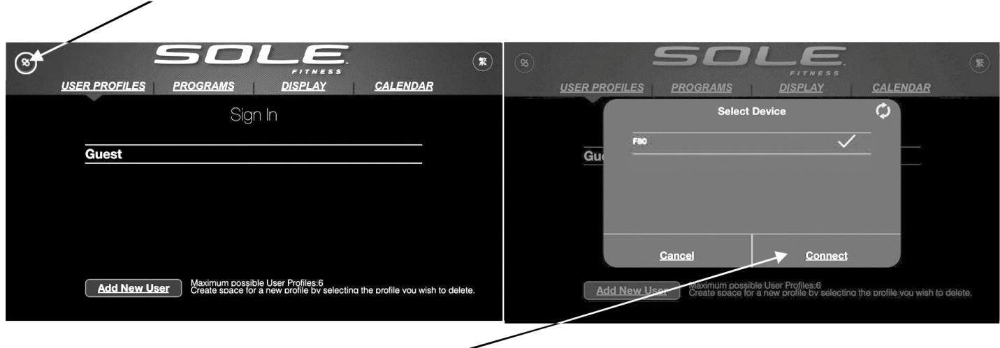 SOLE
FITNESS
繁
USER PROFILES PROGRAMS DISPLAY CALENDAR
Sign In
Guest
Add New User
Maximum possible User Profiles:6
Create space for a new profile by selecting the profile you wish to delete.
SOLE
FITNESS
繁
USER PROFILES PROGRAMS DISPLAY CALENDAR
Select Device
F80
Gue
Cancel Connect
Add New User
Maximum possible User Profiles:6
Create space for a new profile by selecting the profile you wish to delete.